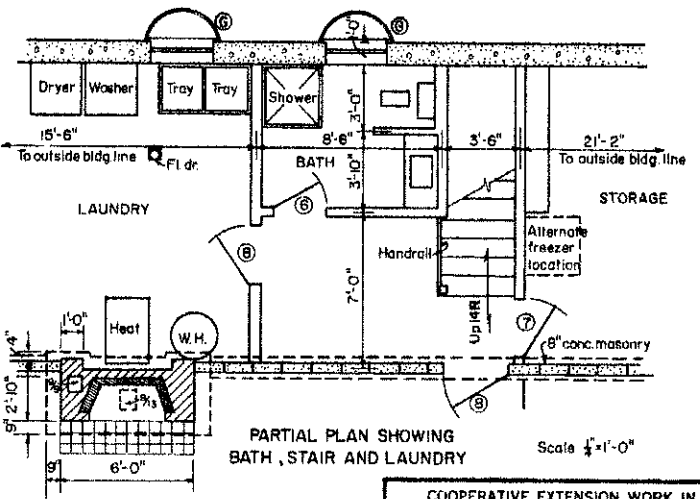 G
G
1'-0"
Dryer
Washer
Tray
Tray
Shower
3'-0"
15'-6"
8'-6"
3'-6"
21'-2"
To outside bldg. line
Fl. dr.
BATH
3'-10"
To outside bldg. line
LAUNDRY
6
STORAGE
8
Handrail
Alternate
freezer
location
7'-0"
Up 14R
7
1'-0"
Heat
W.H.
4"
8" conc. masonry
2'-10"
8
9"
PARTIAL PLAN SHOWING
BATH, STAIR AND LAUNDRY
Scale ¼"=1'-0"
9"
6'-0"
COOPERATIVE EXTENSION WORK IN